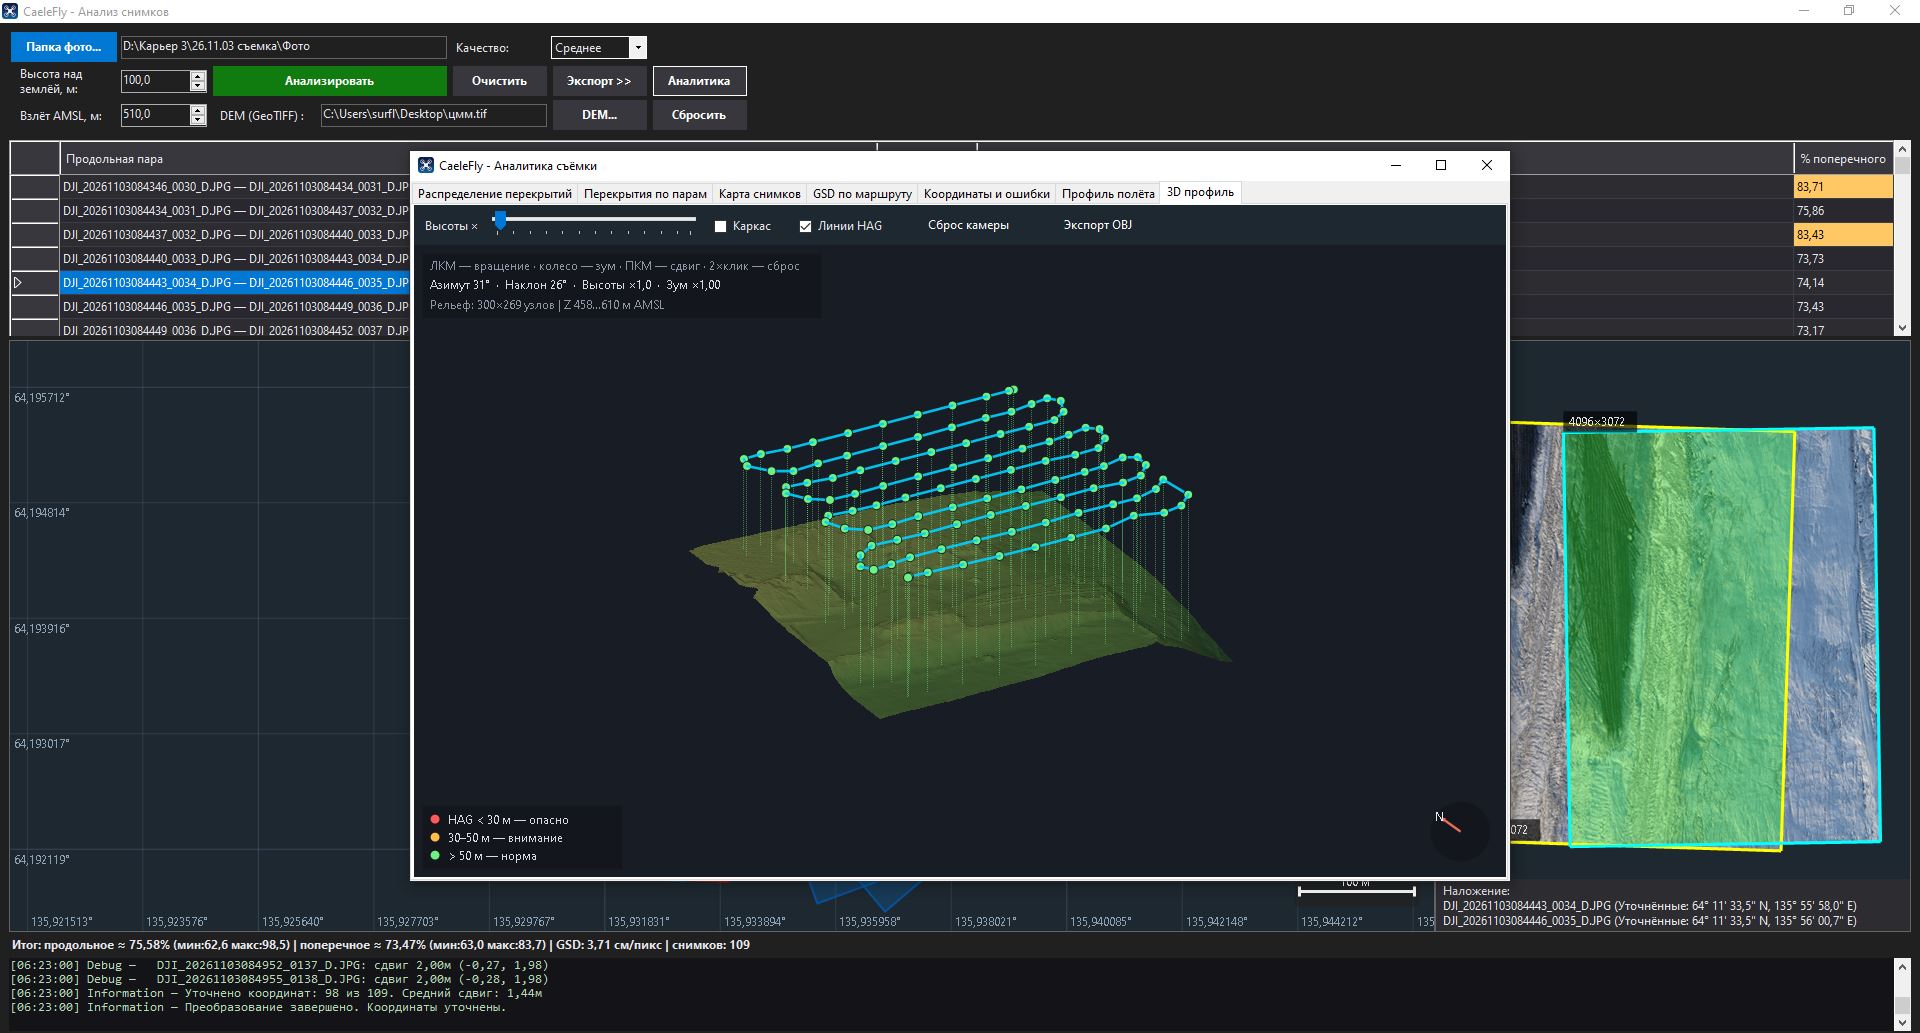 CaeleFly - Анализ снимков
Папка фото...
D:\Карьер 3\26.11.03 съемка\Фото
Качество:
Среднее
Высота над землёй, м:
100,0
Анализировать
Очистить
Экспорт >>
Аналитика
Взлёт AMSL, м:
510,0
DEM (GeoTIFF) :
C:\Users\surfl\Desktop\цмм.tif
DEM...
Сбросить
Продольная пара
% поперечного
DJI_20261103084346_0030_D.JPG — DJI_20261103084434_0031_D.JP
83,71
DJI_20261103084434_0031_D.JPG — DJI_20261103084437_0032_D.JP
75,86
DJI_20261103084437_0032_D.JPG — DJI_20261103084440_0033_D.JP
83,43
DJI_20261103084440_0033_D.JPG — DJI_20261103084443_0034_D.JP
73,73
DJI_20261103084443_0034_D.JPG — DJI_20261103084446_0035_D.JP
74,14
DJI_20261103084446_0035_D.JPG — DJI_20261103084449_0036_D.JP
73,43
DJI_20261103084449_0036_D.JPG — DJI_20261103084452_0037_D.JP
73,17
CaeleFly - Аналитика съёмки
Распределение перекрытий
Перекрытия по парам
Карта снимков
GSD по маршруту
Координаты и ошибки
Профиль полёта
3D профиль
Высоты ×
Каркас
Линии HAG
Сброс камеры
Экспорт OBJ
ЛКМ — вращение · колесо — зум · ПКМ — сдвиг · 2×клик — сброс
Азимут 31° · Наклон 26° · Высоты ×1,0 · Зум ×1,00
Рельеф: 300×269 узлов | Z 458…610 м AMSL
HAG < 30 м — опасно
30–50 м — внимание
> 50 м — норма
N
64,195712°
64,194814°
64,193916°
64,193017°
64,192119°
135,921513°
135,923576°
135,925640°
135,927703°
135,929767°
135,931831°
135,933894°
135,935958°
135,938021°
135,940085°
135,942148°
135,944212°
135
100 м
4096×3072
072
Наложение:
DJI_20261103084443_0034_D.JPG (Уточнённые: 64° 11' 33,5" N, 135° 55' 58,0" E)
DJI_20261103084446_0035_D.JPG (Уточнённые: 64° 11' 33,5" N, 135° 56' 00,7" E)
Итог: продольное ≈ 75,58% (мин:62,6 макс:98,5) | поперечное ≈ 73,47% (мин:63,0 макс:83,7) | GSD: 3,71 см/пикс | снимков: 109
[06:23:00] Debug — DJI_20261103084952_0137_D.JPG: сдвиг 2,00м (-0,27, 1,98)
[06:23:00] Debug — DJI_20261103084955_0138_D.JPG: сдвиг 2,00м (-0,28, 1,98)
[06:23:00] Information — Уточнено координат: 98 из 109. Средний сдвиг: 1,44м
[06:23:00] Information — Преобразование завершено. Координаты уточнены.